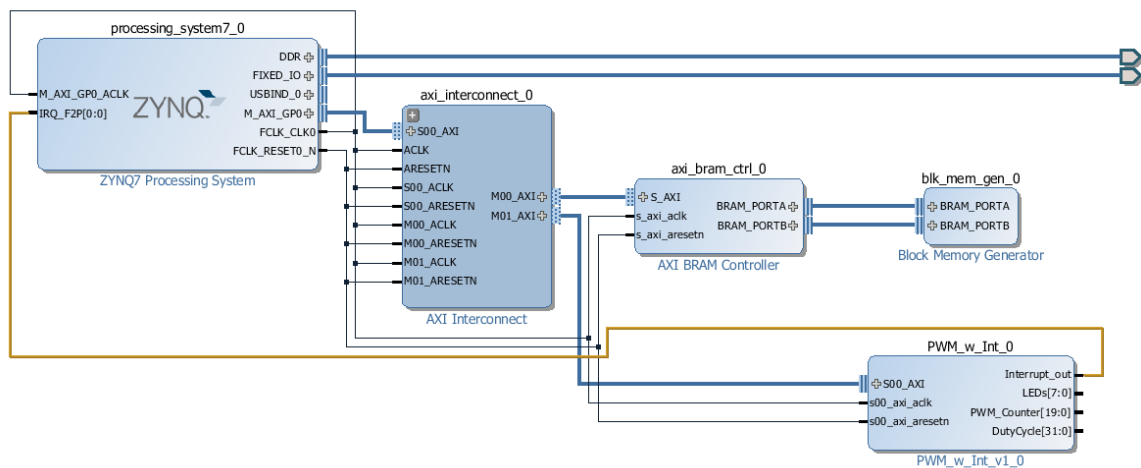 processing_system7_0
DDR
FIXED_IO
USBIND_0
M_AXI_GP0
FCLK_CLK0
FCLK_RESET0_N
M_AXI_GP0_ACLK
IRQ_F2P[0:0]
ZYNQ
ZYNQ7 Processing System
axi_interconnect_0
S00_AXI
ACLK
ARESETN
S00_ACLK
S00_ARESETN
M00_ACLK
M00_ARESETN
M01_ACLK
M01_ARESETN
M00_AXI
M01_AXI
AXI Interconnect
axi_bram_ctrl_0
S_AXI
s_axi_aclk
s_axi_aresetn
BRAM_PORTA
BRAM_PORTB
AXI BRAM Controller
blk_mem_gen_0
BRAM_PORTA
BRAM_PORTB
Block Memory Generator
PWM_w_Int_0
S00_AXI
s00_axi_aclk
s00_axi_aresetn
Interrupt_out
LEDs[7:0]
PWM_Counter[19:0]
DutyCycle[31:0]
PWM_w_Int_v1_0